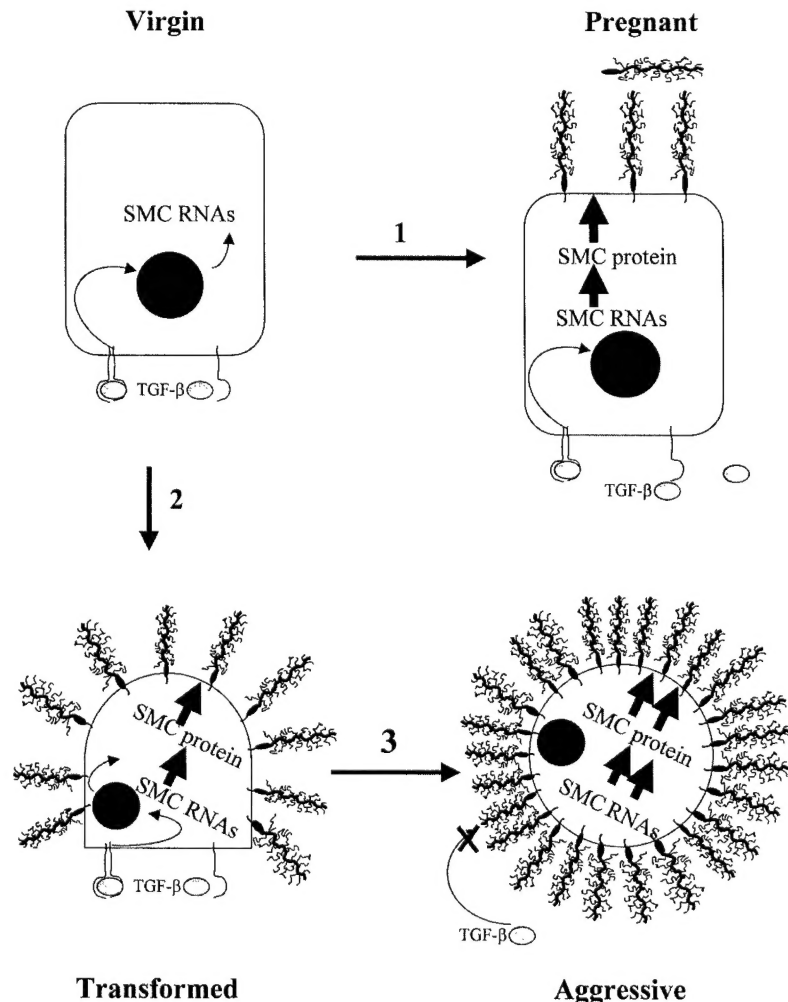 Virgin
Pregnant
SMC RNAs
TGF-β
1
SMC protein
SMC RNAs
TGF-β
2
SMC protein
SMC RNAs
TGF-β
3
SMC protein
SMC RNAs
TGF-β
Transformed
Aggressive